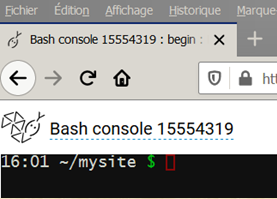 Fichier Édition Affichage Historique Marque
Bash console 15554319 : begin :
Bash console 15554319
16:01 ~/mysite $